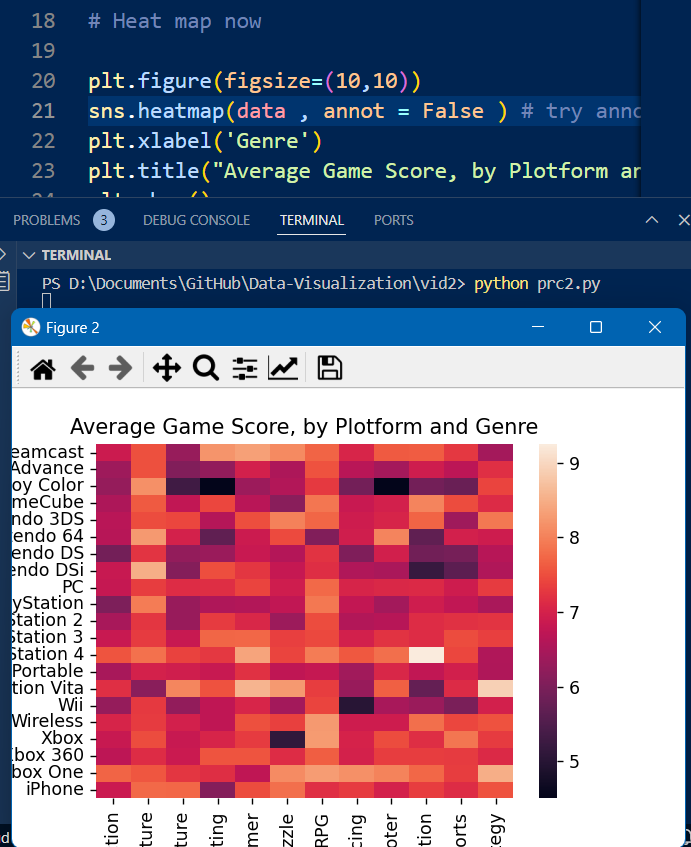 18 # Heat map now
19
20 plt.figure(figsize=(10,10))
21 sns.heatmap(data , annot = False ) # try anno
22 plt.xlabel('Genre')
23 plt.title("Average Game Score, by Plotform an
PROBLEMS 3 DEBUG CONSOLE TERMINAL PORTS
TERMINAL
PS D:\Documents\GitHub\Data-Visualization\vid2> python prc2.py
Figure 2
Average Game Score, by Plotform and Genre
eamcast
Advance
oy Color
meCube
endo 3DS
tendo 64
ndo DS
endo DSi
PC
yStation
Station 2
Station 3
Station 4
Portable
tion Vita
Wii
Wireless
Xbox
Xbox 360
box One
iPhone
9
8
7
6
5
tion
ture
ture
ting
mer
zzle
RPG
cing
oter
tion
orts
egy